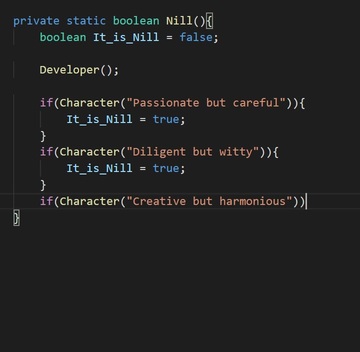 private static boolean Nill(){
boolean It_is_Nill = false;
Developer();
if(Character("Passionate but careful")){
It_is_Nill = true;
}
if(Character("Diligent but witty")){
It_is_Nill = true;
}
if(Character("Creative but harmonious"))
}